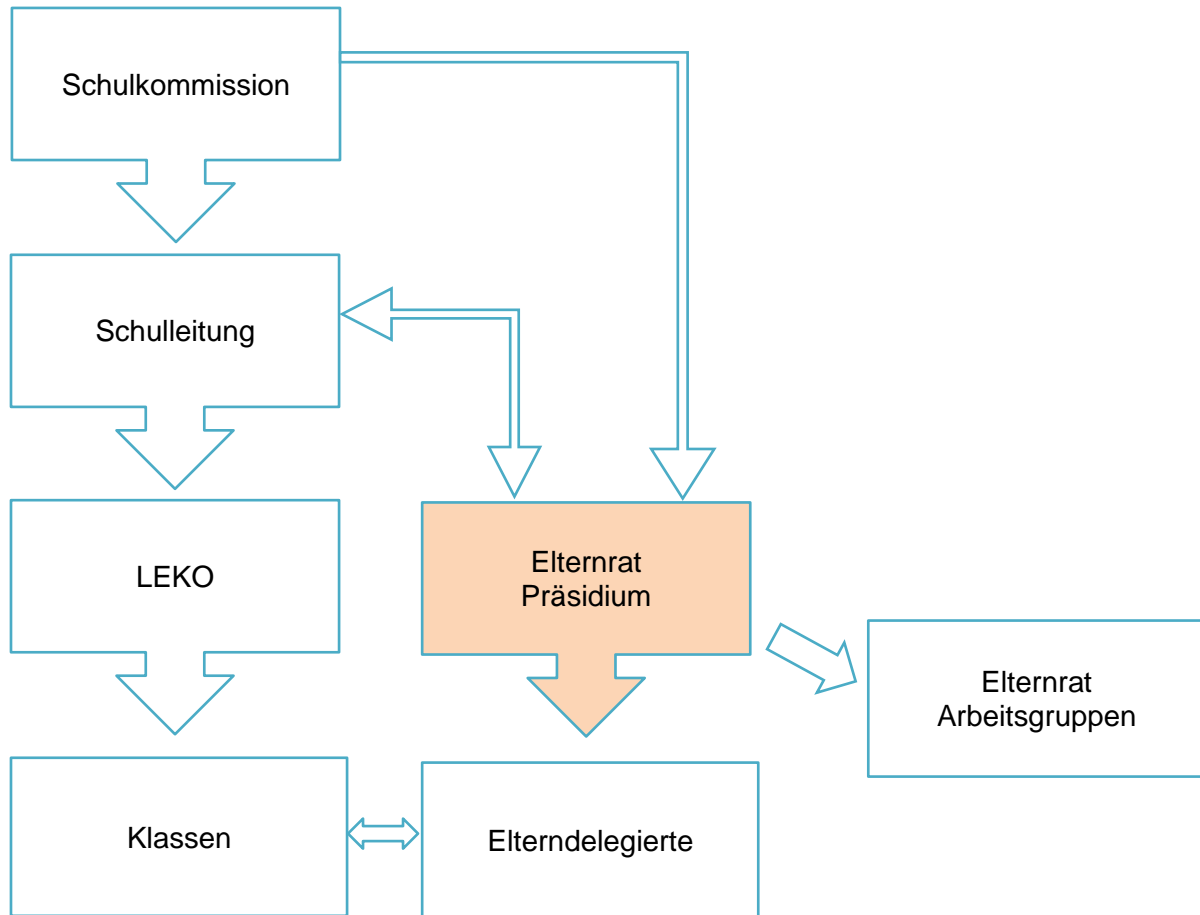 Schulkommission
Schulleitung
LEKO
Elternrat
Präsidium
Elternrat
Arbeitsgruppen
Klassen
Elterndelegierte